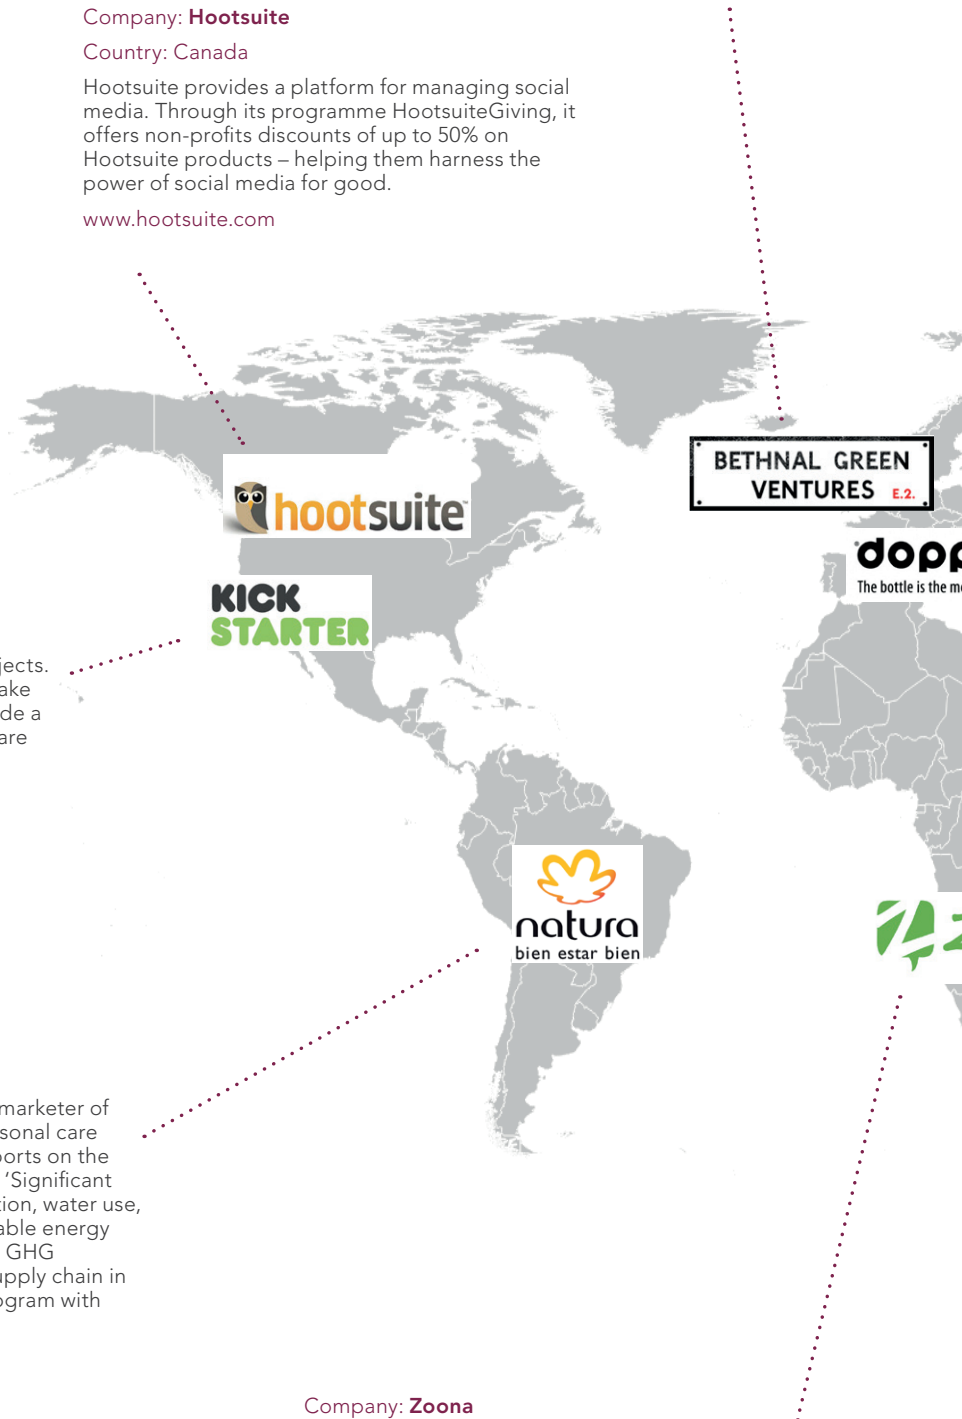 Company: Hootsuite
Country: Canada
Hootsuite provides a platform for managing social
media. Through its programme HootsuiteGiving, it
offers non-profits discounts of up to 50% on
Hootsuite products – helping them harness the
power of social media for good.
www.hootsuite.com
BETHNAL GREEN
VENTURES E.2.
hootsuite
dopp
The bottle is the m
KICK
STARTER
jects.
ake
de a
are
natura
bien estar bien
marketer of
sonal care
ports on the
‘Significant
tion, water use,
able energy
GHG
upply chain in
ogram with
Company: Zoona